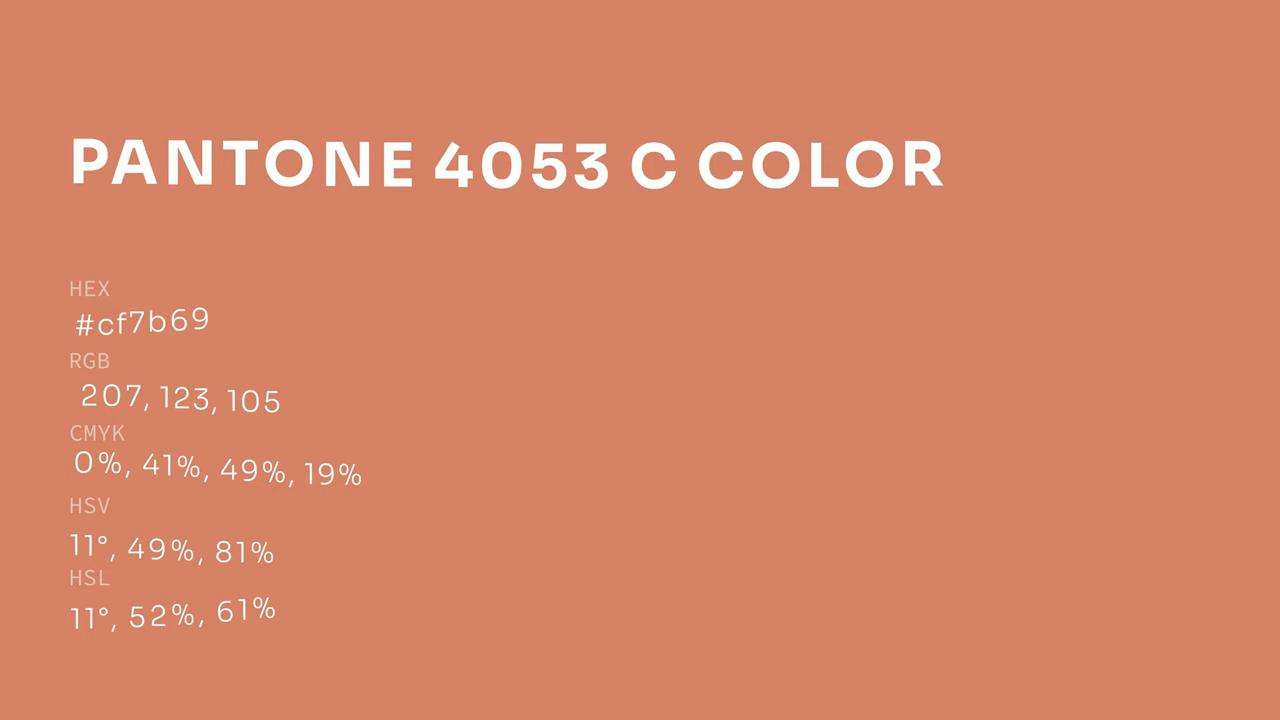 PANTONE 4053 C COLOR
HEX
#cf7b69
RGB
207, 123, 105
CMYK
0%, 41%, 49%, 19%
HSV
11°, 49%, 81%
HSL
11°, 52%, 61%